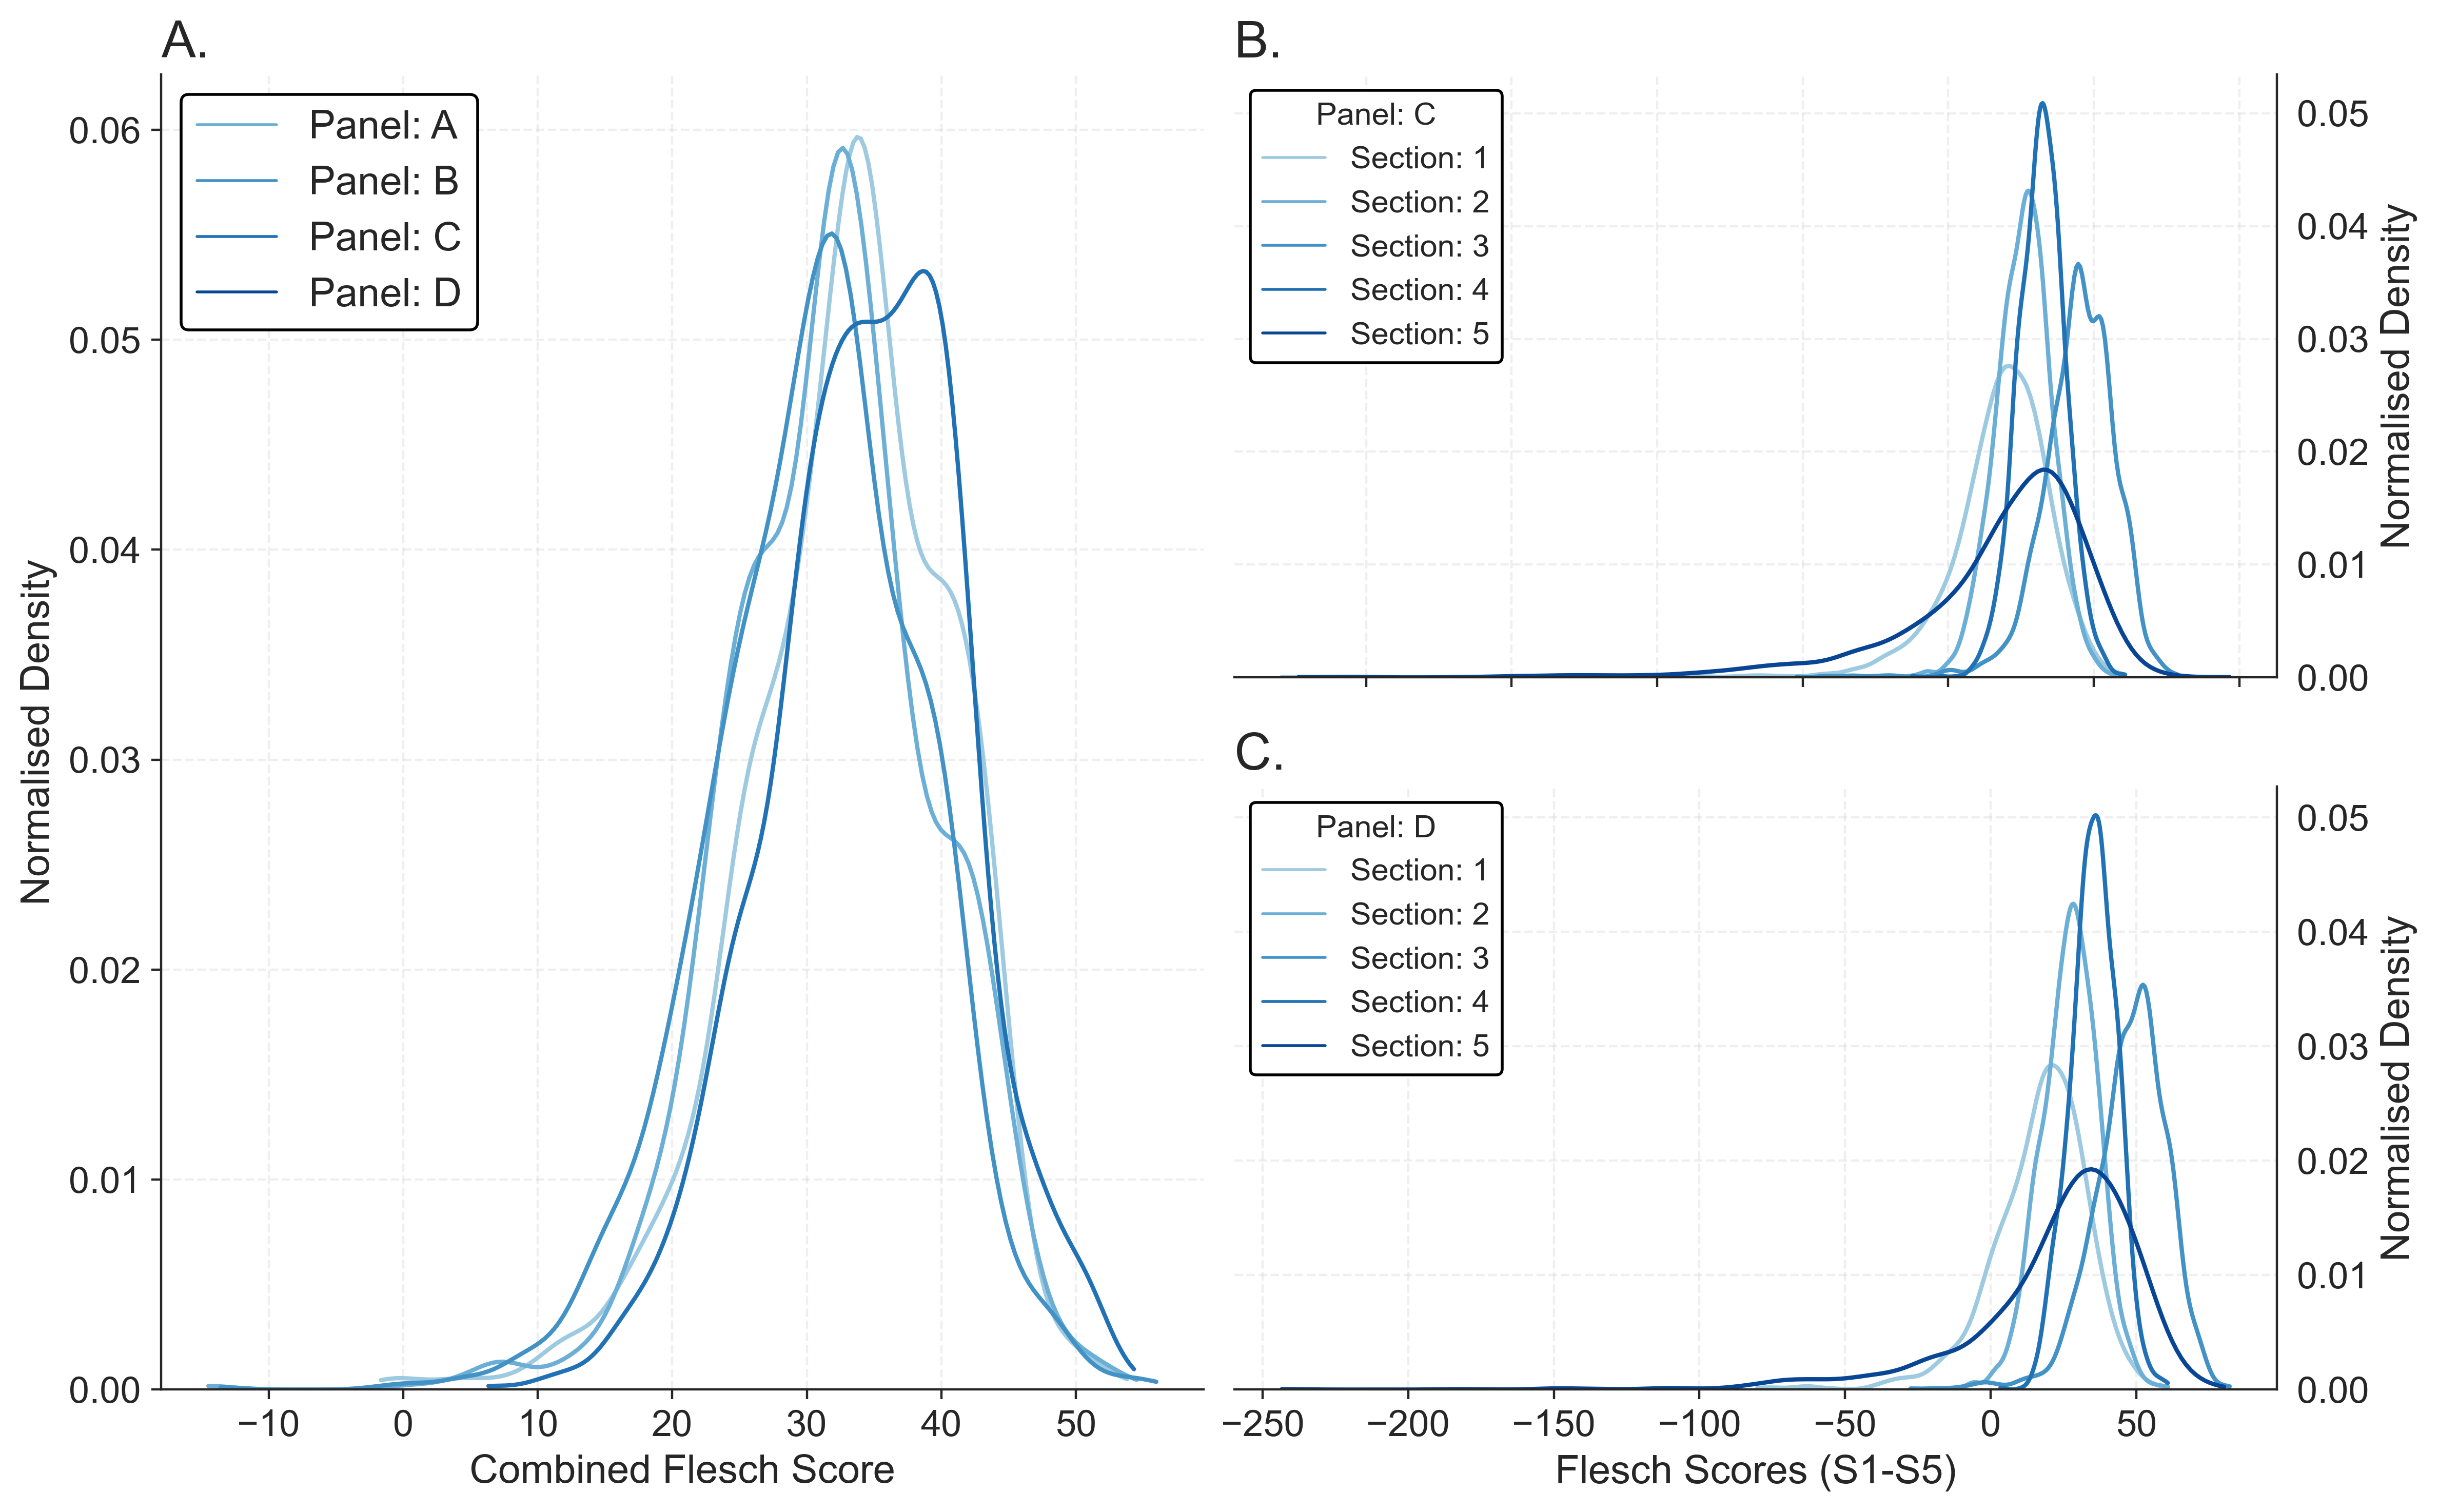 A.
Panel: A
Panel: B
Panel: C
Panel: D
0.06
0.05
0.04
0.03
0.02
0.01
0.00
Normalised Density
−10 0 10 20 30 40 50
Combined Flesch Score
B.
Panel: C
Section: 1
Section: 2
Section: 3
Section: 4
Section: 5
0.05
0.04
0.03
0.02
0.01
0.00
Normalised Density
C.
Panel: D
Section: 1
Section: 2
Section: 3
Section: 4
Section: 5
0.05
0.04
0.03
0.02
0.01
0.00
Normalised Density
−250 −200 −150 −100 −50 0 50
Flesch Scores (S1-S5)